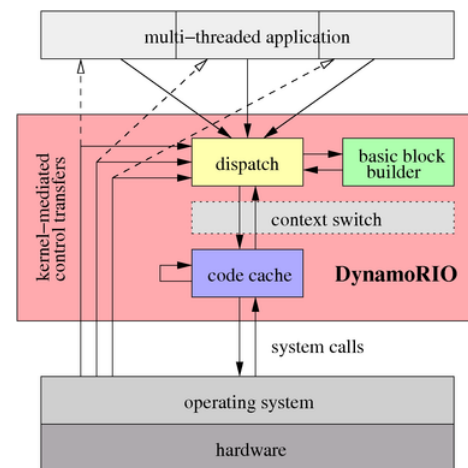 multi−threaded application
kernel−mediated
control transfers
dispatch
basic block
builder
context switch
code cache
DynamoRIO
system calls
operating system
hardware